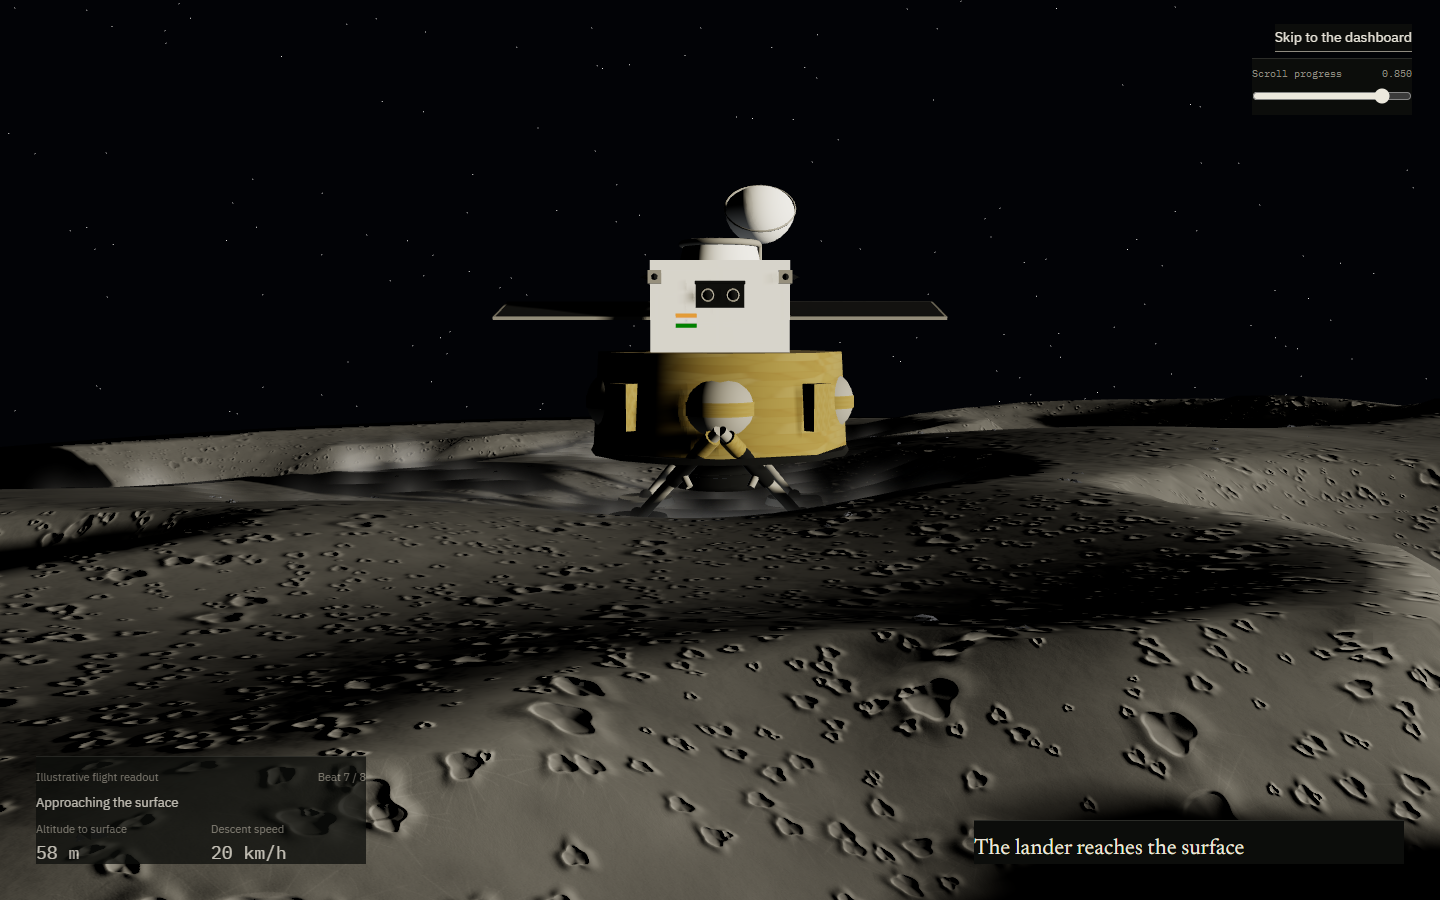 Skip to the dashboard
Scroll progress 0.850
Illustrative flight readout Beat 7 / 8
Approaching the surface
Altitude to surface Descent speed
58 m 20 km/h
The lander reaches the surface